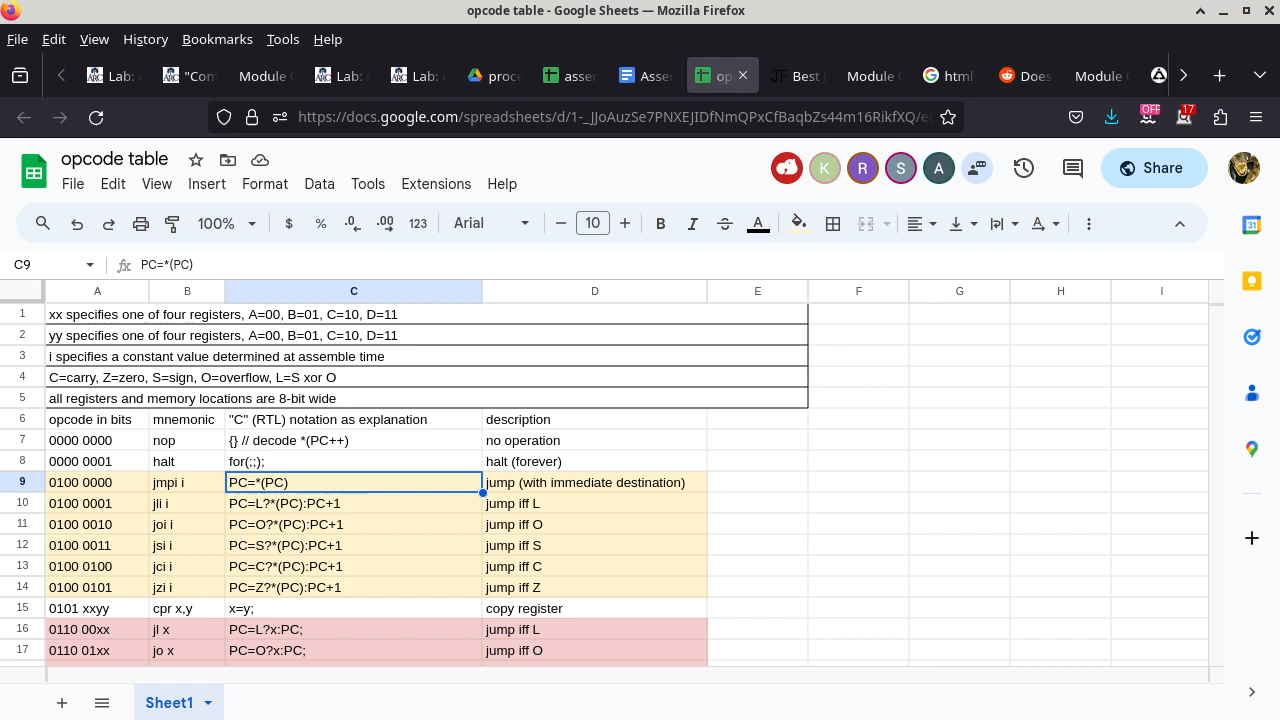 opcode table - Google Sheets — Mozilla Firefox
File Edit View History Bookmarks Tools Help
Lab: "Com Module Lab: Lab: proce asser Asser op Best Module html Does Module
https://docs.google.com/spreadsheets/d/1-_JJoAuzSe7PNXEJIDfNmQPxCfBaqbZs44m16RikfXQ/e
OFF 17
opcode table
K R S A Share
File Edit View Insert Format Data Tools Extensions Help
100% $ % .0 .00 123 Arial 10 B I S A
C9 fx PC=*(PC)
A B C D E F G H I
1 xx specifies one of four registers, A=00, B=01, C=10, D=11
2 yy specifies one of four registers, A=00, B=01, C=10, D=11
3 i specifies a constant value determined at assemble time
4 C=carry, Z=zero, S=sign, O=overflow, L=S xor O
5 all registers and memory locations are 8-bit wide
6 opcode in bits mnemonic "C" (RTL) notation as explanation description
7 0000 0000 nop {} // decode *(PC++) no operation
8 0000 0001 halt for(;;); halt (forever)
9 0100 0000 jmpi i PC=*(PC) jump (with immediate destination)
10 0100 0001 jli i PC=L?*(PC):PC+1 jump iff L
11 0100 0010 joi i PC=O?*(PC):PC+1 jump iff O
12 0100 0011 jsi i PC=S?*(PC):PC+1 jump iff S
13 0100 0100 jci i PC=C?*(PC):PC+1 jump iff C
14 0100 0101 jzi i PC=Z?*(PC):PC+1 jump iff Z
15 0101 xxyy cpr x,y x=y; copy register
16 0110 00xx jl x PC=L?x:PC; jump iff L
17 0110 01xx jo x PC=O?x:PC; jump iff O
Sheet1
31